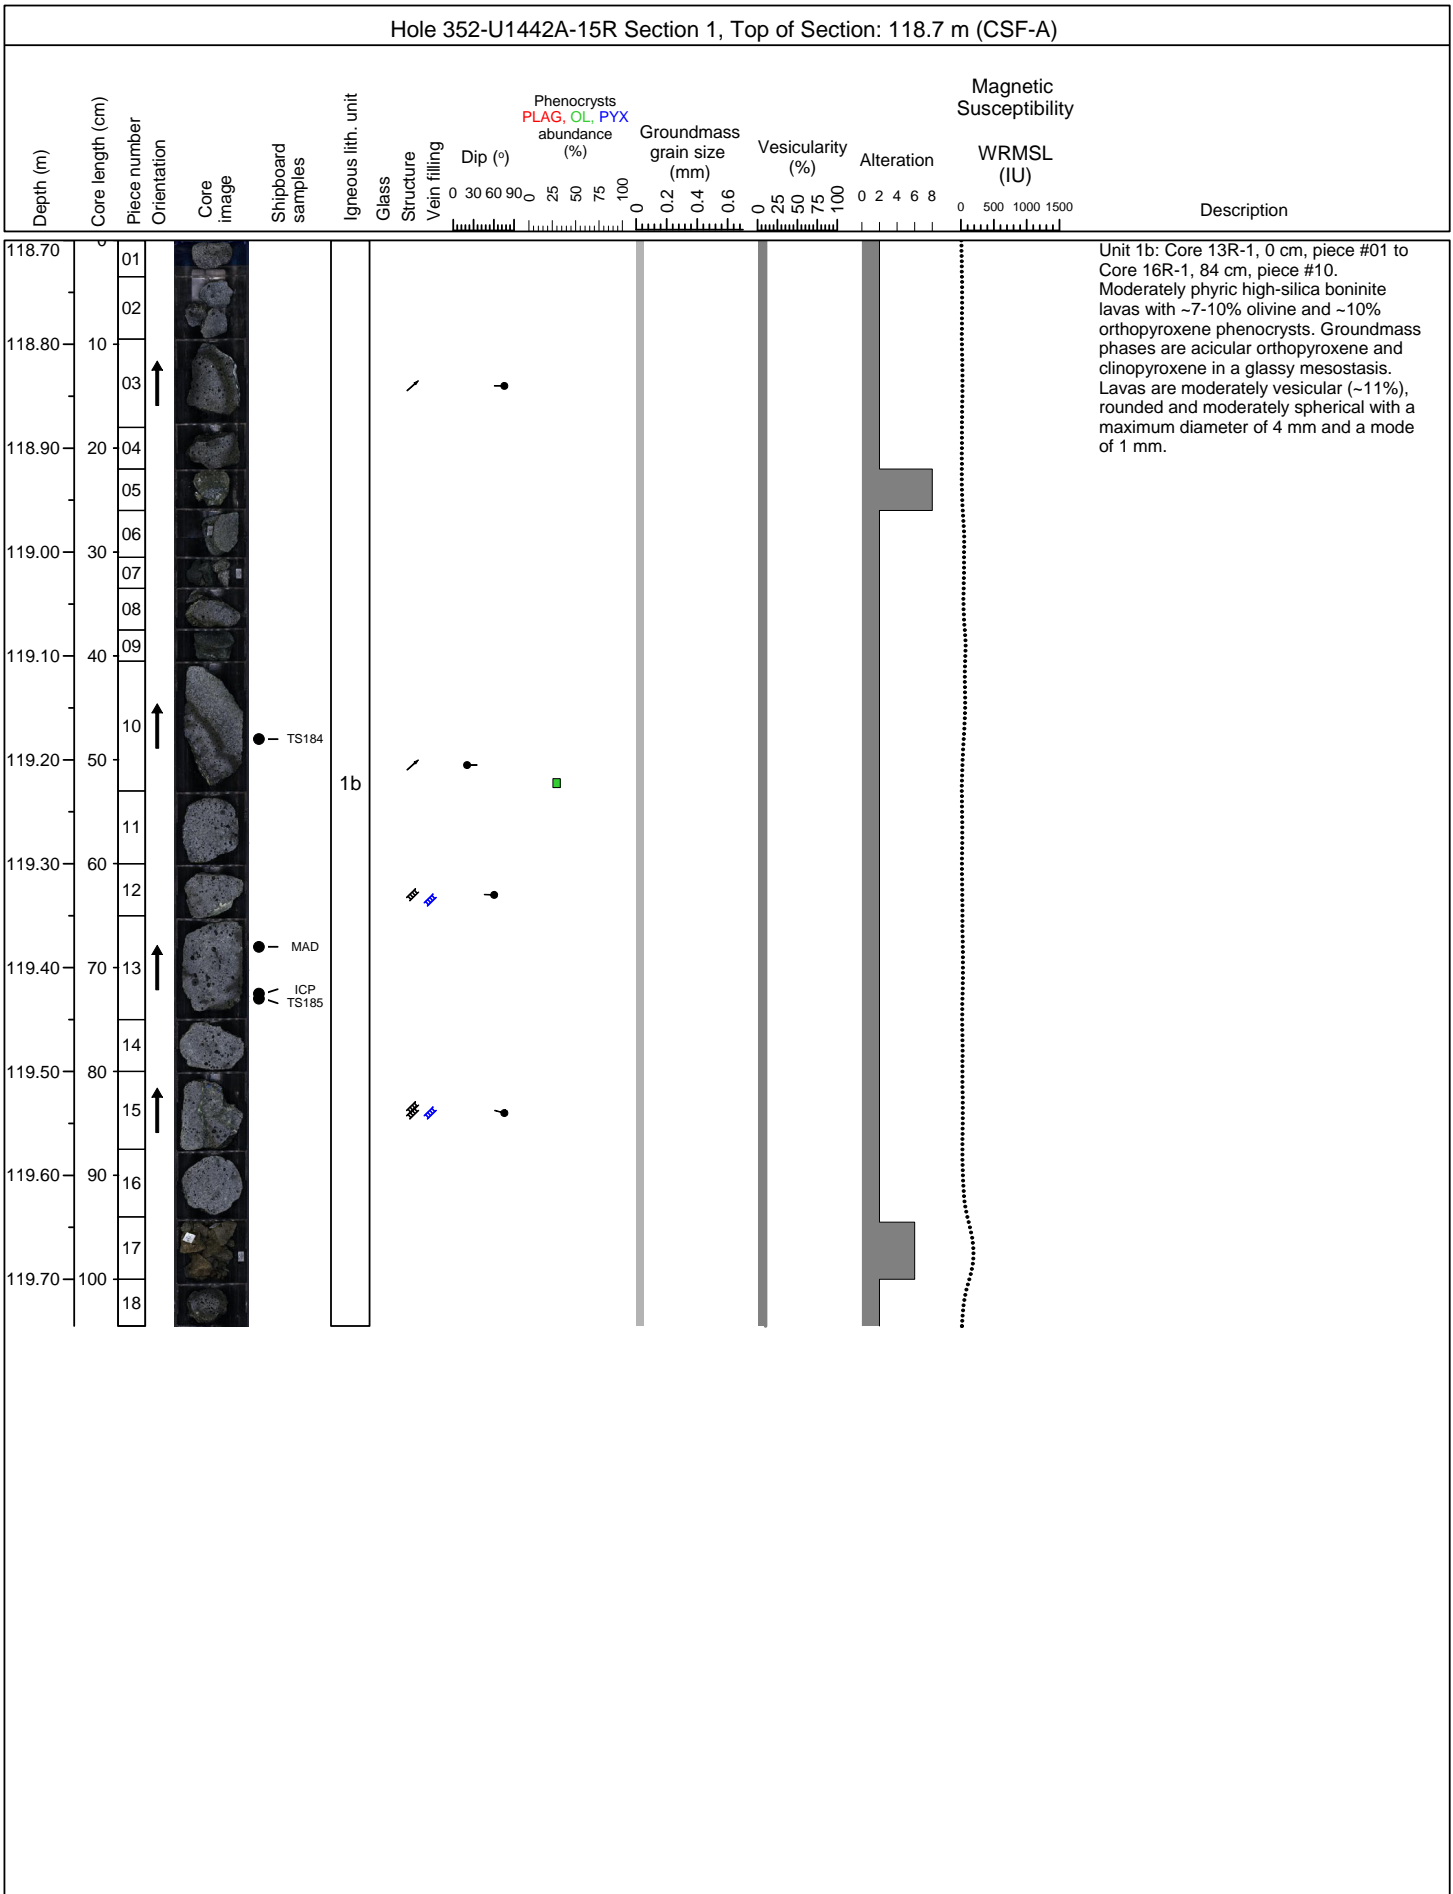 Hole 352-U1442A-15R Section 1, Top of Section: 118.7 m (CSF-A)
Depth (m)
Core length (cm)
Piece number
Orientation
Core
image
Shipboard
samples
Igneous lith. unit
Glass
Structure
Vein filling
Dip (o)
0 30 60 90
Phenocrysts
PLAG, OL, PYX
abundance
(%)
0 25 50 75 100
Groundmass
grain size
(mm)
0 0.2 0.4 0.6
Vesicularity
(%)
0 25 50 75 100
Alteration
0 2 4 6 8
Magnetic
Susceptibility
WRMSL
(IU)
0 500 1000 1500
Description
118.70 0
01
02
118.80 10
03
118.90 20 04
05
06
119.00 30
07
08
09
119.10 40
10
TS184
119.20 50
1b
11
119.30 60
12
MAD
119.40 70 13
ICP
TS185
14
119.50 80
15
119.60 90
16
17
119.70 100
18
Unit 1b: Core 13R-1, 0 cm, piece #01 to
Core 16R-1, 84 cm, piece #10.
Moderately phyric high-silica boninite
lavas with ~7-10% olivine and ~10%
orthopyroxene phenocrysts. Groundmass
phases are acicular orthopyroxene and
clinopyroxene in a glassy mesostasis.
Lavas are moderately vesicular (~11%),
rounded and moderately spherical with a
maximum diameter of 4 mm and a mode
of 1 mm.